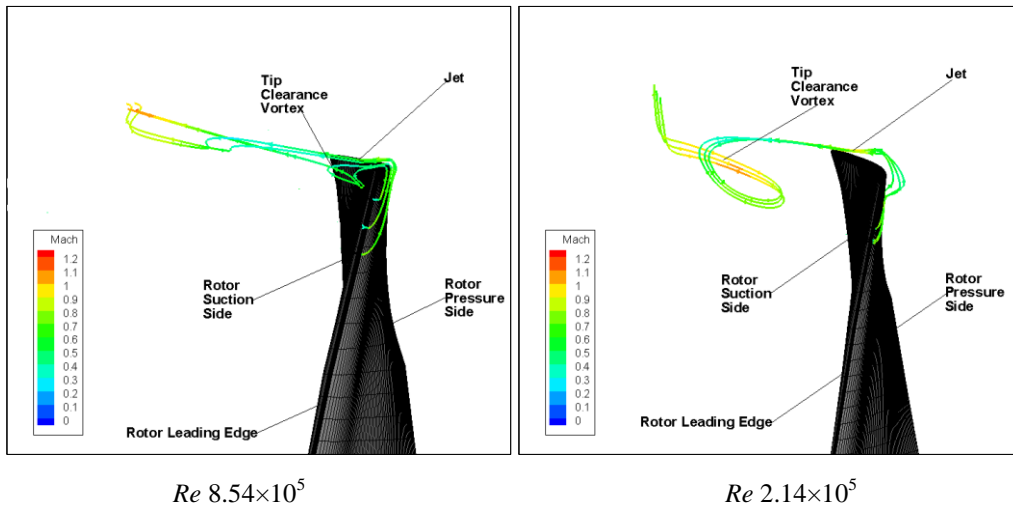 Tip
Clearance
Vortex
Jet
Mach
1.2
1.1
1
0.9
0.8
0.7
0.6
0.5
0.4
0.3
0.2
0.1
0
Rotor
Suction
Side
Rotor
Pressure
Side
Rotor Leading Edge
Re 8.54×10⁵
Tip
Clearance
Vortex
Jet
Mach
1.2
1.1
1
0.9
0.8
0.7
0.6
0.5
0.4
0.3
0.2
0.1
0
Rotor
Suction
Side
Rotor
Pressure
Side
Rotor Leading Edge
Re 2.14×10⁵